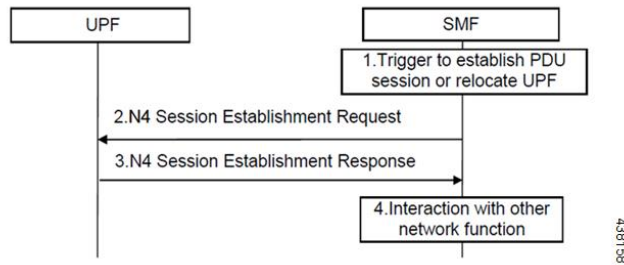 UPF
SMF
1.Trigger to establish PDU
session or relocate UPF
2.N4 Session Establishment Request
3.N4 Session Establishment Response
4.Interaction with other
network function
438158